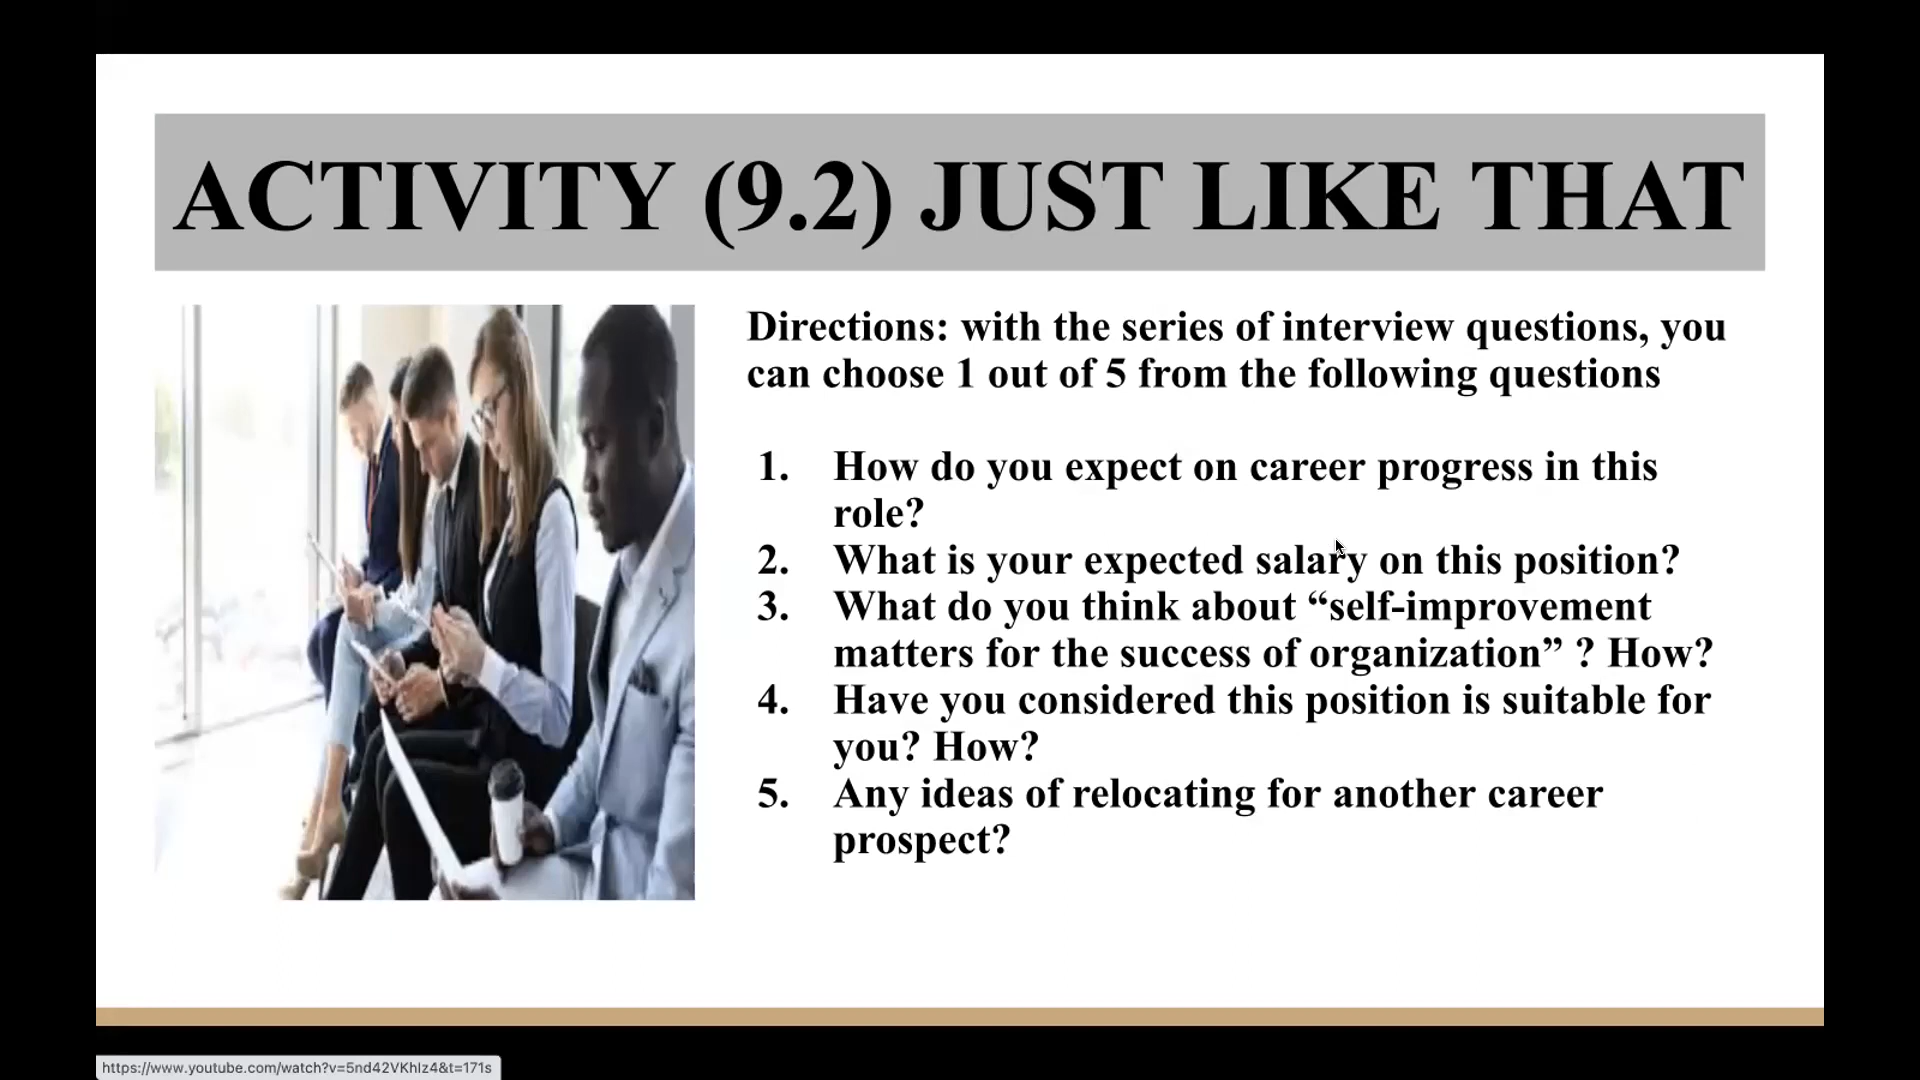 ACTIVITY (9.2) JUST LIKE THAT
Directions: with the series of interview questions, you
can choose 1 out of 5 from the following questions
1. How do you expect on career progress in this
role?
2. What is your expected salary on this position?
3. What do you think about “self-improvement
matters for the success of organization” ? How?
4. Have you considered this position is suitable for
you? How?
5. Any ideas of relocating for another career
prospect?
https://www.youtube.com/watch?v=5nd42VKhIz4&t=171s